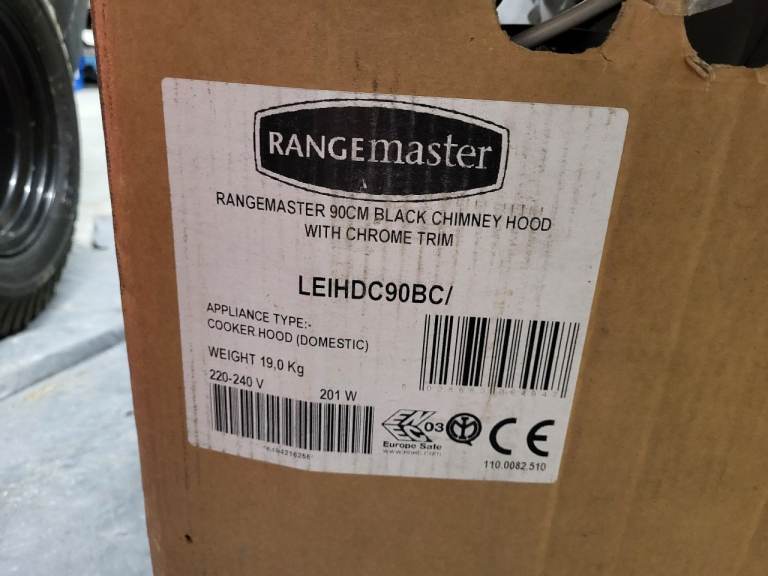 RANGEmaster
RANGEMASTER 90CM BLACK CHIMNEY HOOD
WITH CHROME TRIM
LEIHDC90BC/
APPLIANCE TYPE:-
COOKER HOOD (DOMESTIC)
WEIGHT 19,0 Kg
220-240 V
201 W
03
Europe Safe
CE
110.0082.510